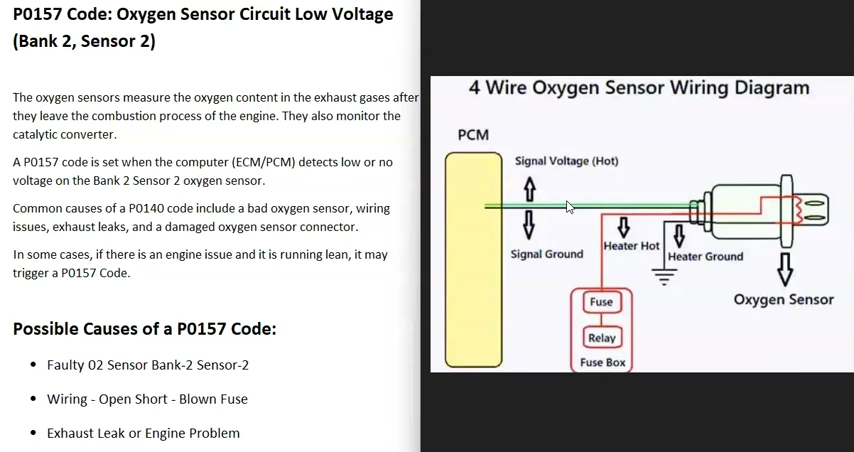 P0157 Code: Oxygen Sensor Circuit Low Voltage
(Bank 2, Sensor 2)
The oxygen sensors measure the oxygen content in the exhaust gases after
they leave the combustion process of the engine. They also monitor the
catalytic converter.
A P0157 code is set when the computer (ECM/PCM) detects low or no
voltage on the Bank 2 Sensor 2 oxygen sensor.
Common causes of a P0140 code include a bad oxygen sensor, wiring
issues, exhaust leaks, and a damaged oxygen sensor connector.
In some cases, if there is an engine issue and it is running lean, it may
trigger a P0157 Code.
Possible Causes of a P0157 Code:
• Faulty 02 Sensor Bank-2 Sensor-2
• Wiring - Open Short - Blown Fuse
• Exhaust Leak or Engine Problem
4 Wire Oxygen Sensor Wiring Diagram
PCM
Signal Voltage (Hot)
Signal Ground
Heater Hot
Heater Ground
Oxygen Sensor
Fuse
Relay
Fuse Box